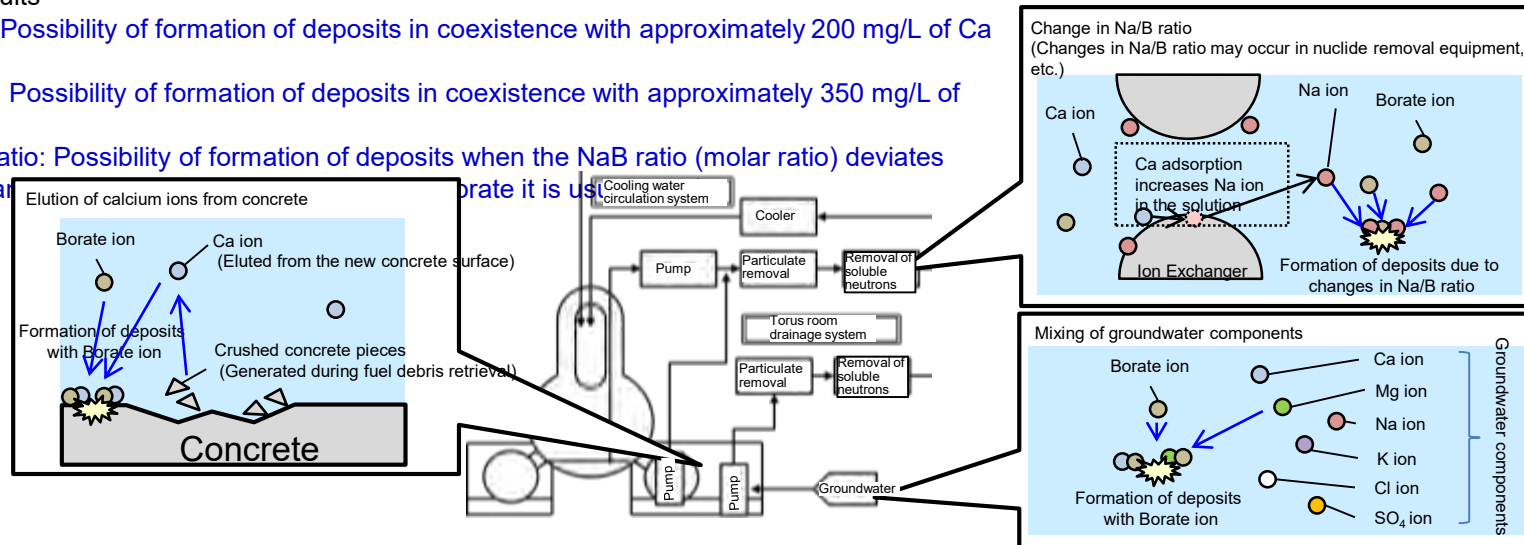 Possibility of formation of deposits in coexistence with approximately 200 mg/L of Ca
Possibility of formation of deposits in coexistence with approximately 350 mg/L of
atio: Possibility of formation of deposits when the NaB ratio (molar ratio) deviates
orate it is usu
Elution of calcium ions from concrete
Borate ion
Ca ion
(Eluted from the new concrete surface)
Formation of deposits
with Borate ion
Crushed concrete pieces
(Generated during fuel debris retrieval)
Concrete
Cooling water
circulation system
Cooler
Pump
Particulate
removal
Removal of
soluble
neutrons
Torus room
drainage system
Particulate
removal
Removal of
soluble
neutrons
Pump
Pump
Groundwater
Change in Na/B ratio
(Changes in Na/B ratio may occur in nuclide removal equipment,
etc.)
Ca ion
Na ion
Borate ion
Ca adsorption
increases Na ion
in the solution
Ion Exchanger
Formation of deposits due to
changes in Na/B ratio
Mixing of groundwater components
Borate ion
Ca ion
Mg ion
Na ion
K ion
Cl ion
SO₄ ion
Formation of deposits
with Borate ion
Groundwater components